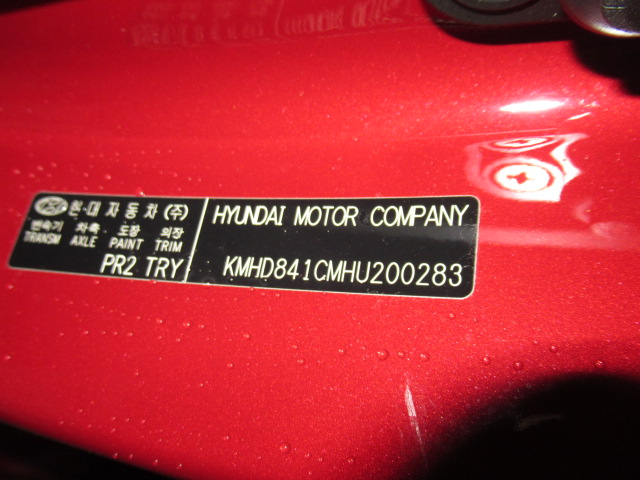 현·대 자 동 차 (주)
변속기 차축 도장 의장
TRANSM AXLE PAINT TRIM
PR2 TRY
HYUNDAI MOTOR COMPANY
KMHD841CMHU200283